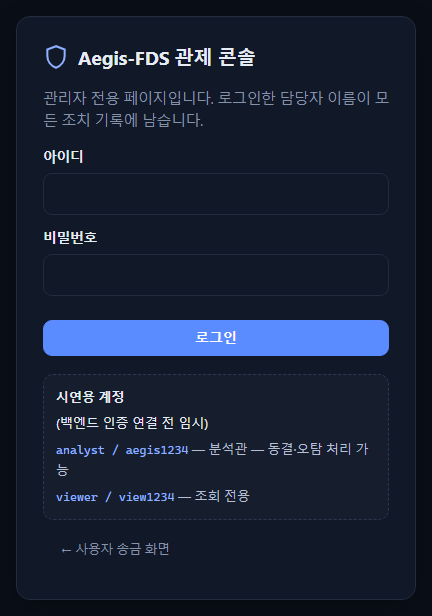 Aegis-FDS 관제 콘솔
관리자 전용 페이지입니다. 로그인한 담당자 이름이 모
든 조치 기록에 남습니다.
아이디
비밀번호
로그인
시연용 계정
(백엔드 인증 연결 전 임시)
analyst / aegis1234 — 분석관 — 동결·오탐 처리 가
능
viewer / view1234 — 조회 전용
← 사용자 송금 화면